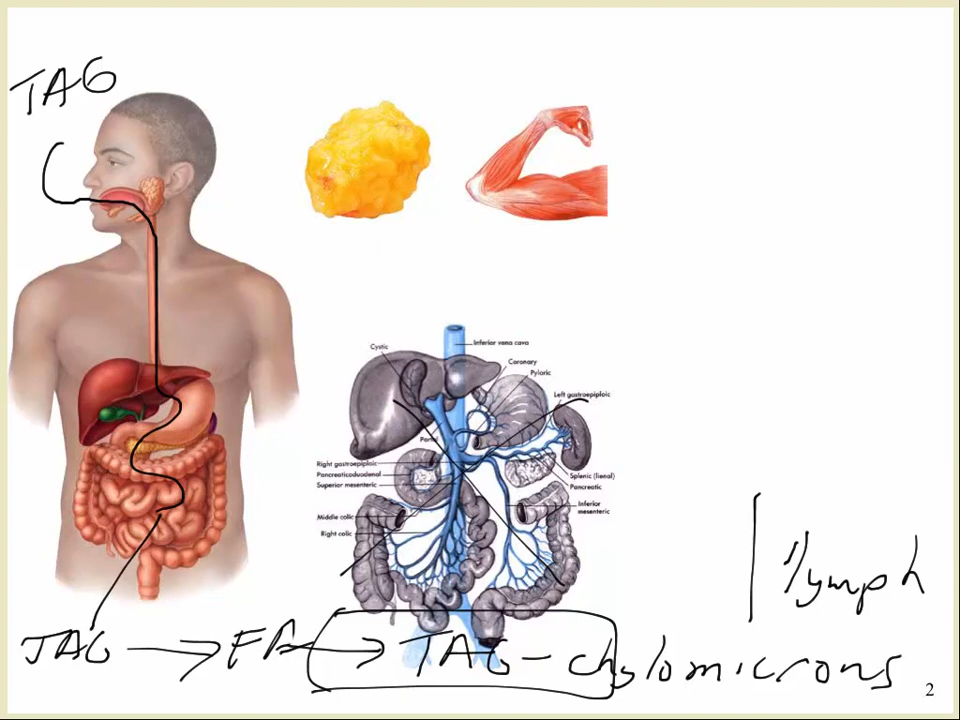 TAG
Inferior vena cava
Cystic
Coronary
Pyloric
Left gastroepiploic
Portal
Right gastroepiploic
Pancreaticoduodenal
Superior mesenteric
Splenic (lienal)
Pancreatic
Inferior
mesenteric
Middle colic
Right colic
lymph
TAG → FA → TAG - chylomicrons
2